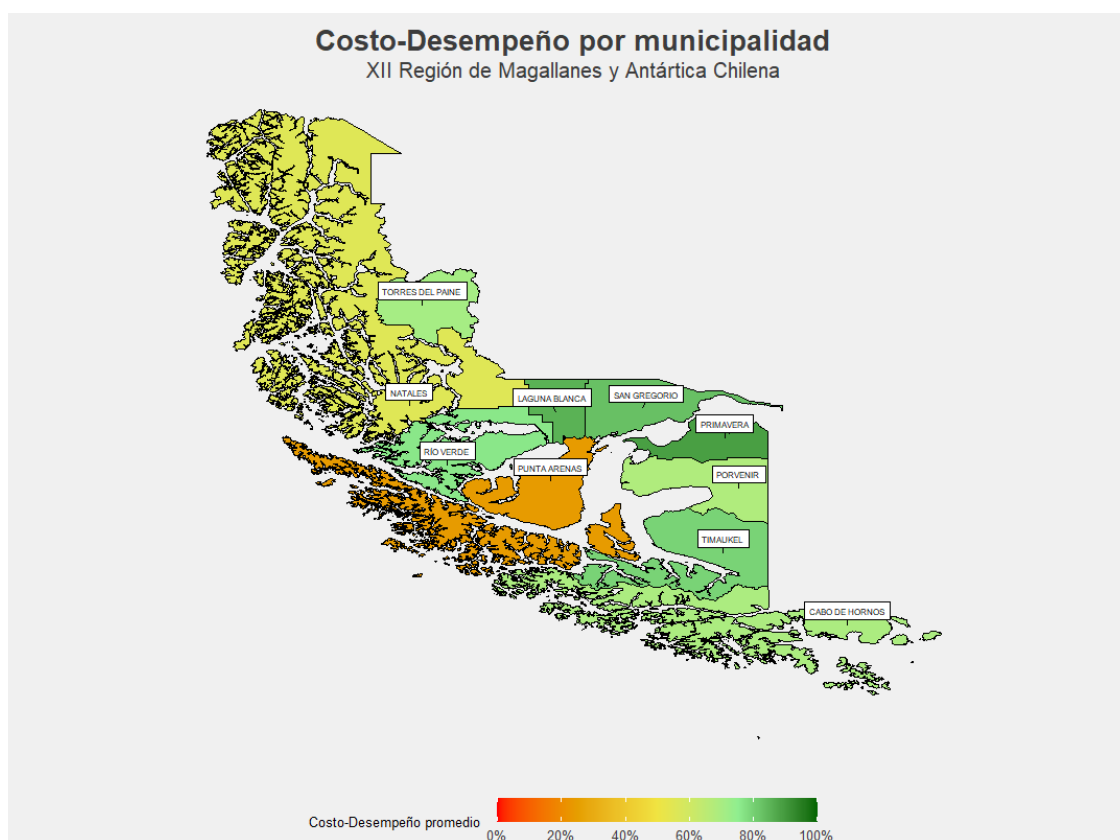 Costo-Desempeño por municipalidad
XII Región de Magallanes y Antártica Chilena
TORRES DEL PAINE
NATALES
LAGUNA BLANCA
SAN GREGORIO
PRIMAVERA
RÍO VERDE
PUNTA ARENAS
PORVENIR
TIMAUKEL
CABO DE HORNOS
Costo-Desempeño promedio
0% 20% 40% 60% 80% 100%